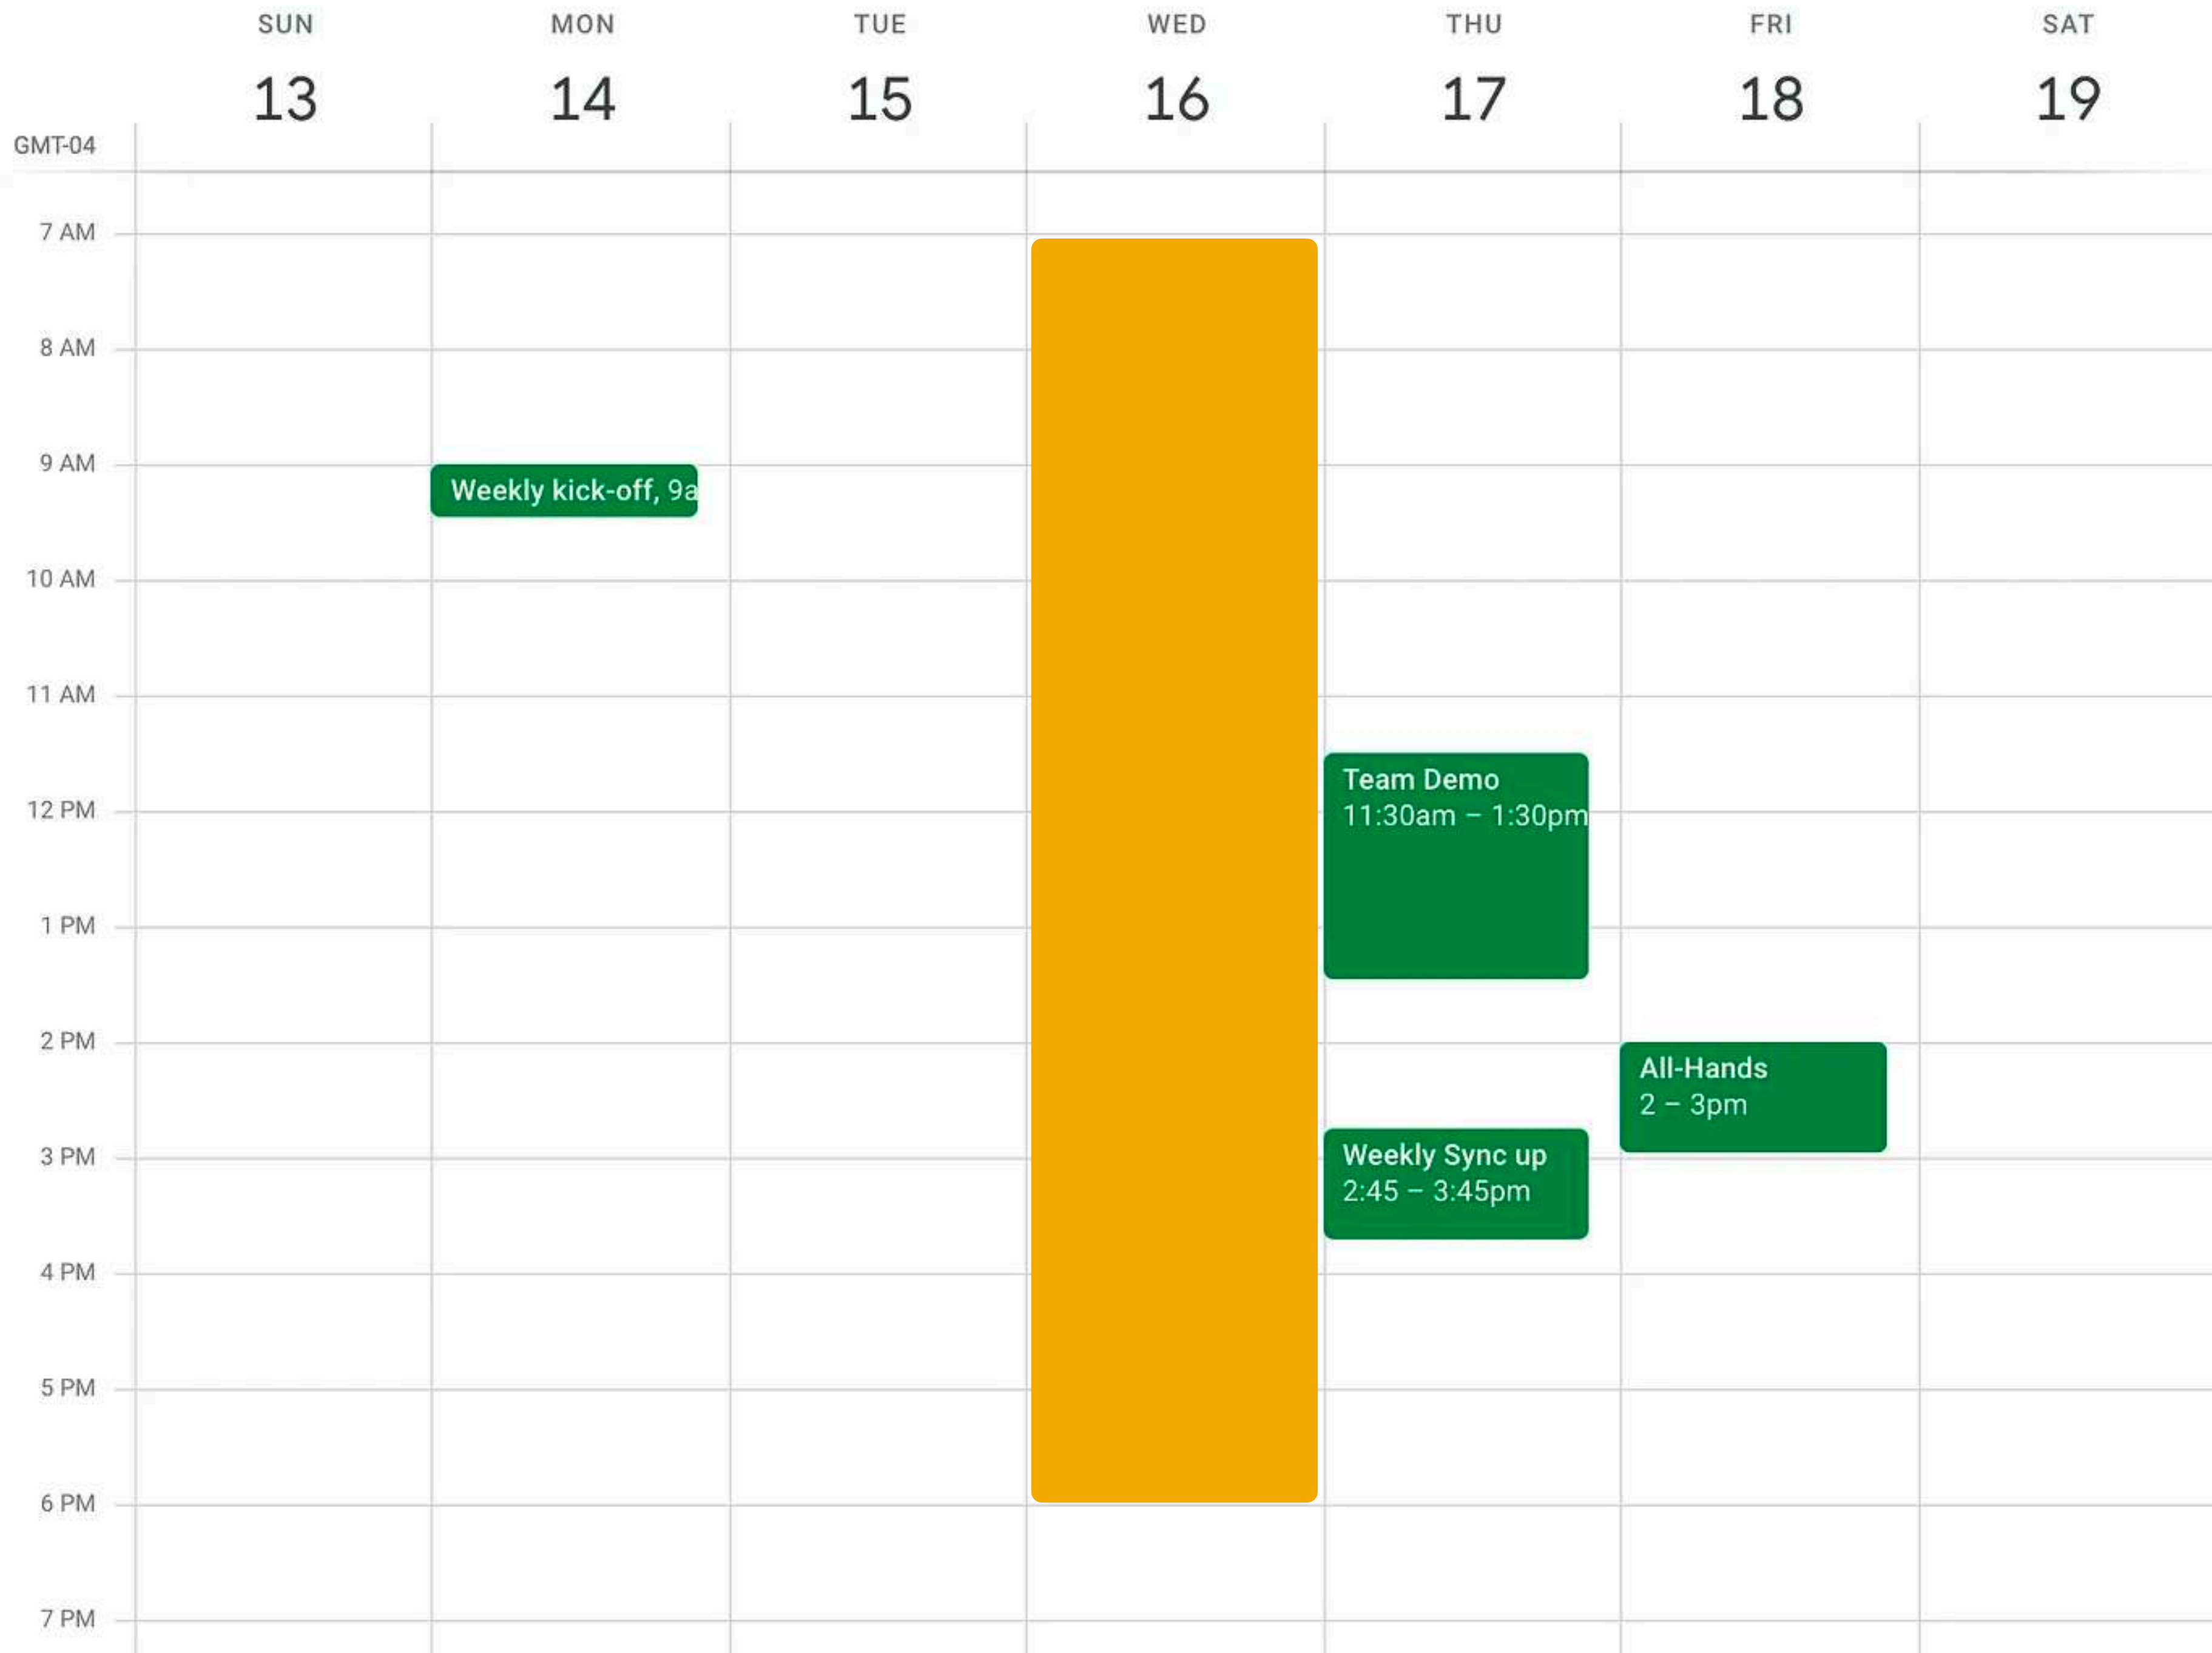 SUN MON TUE WED THU FRI SAT
13 14 15 16 17 18 19
GMT-04
7 AM
8 AM
9 AM
Weekly kick-off, 9a
10 AM
11 AM
Team Demo
12 PM
11:30am – 1:30pm
1 PM
2 PM
All-Hands
2 – 3pm
3 PM
Weekly Sync up
2:45 – 3:45pm
4 PM
5 PM
6 PM
7 PM